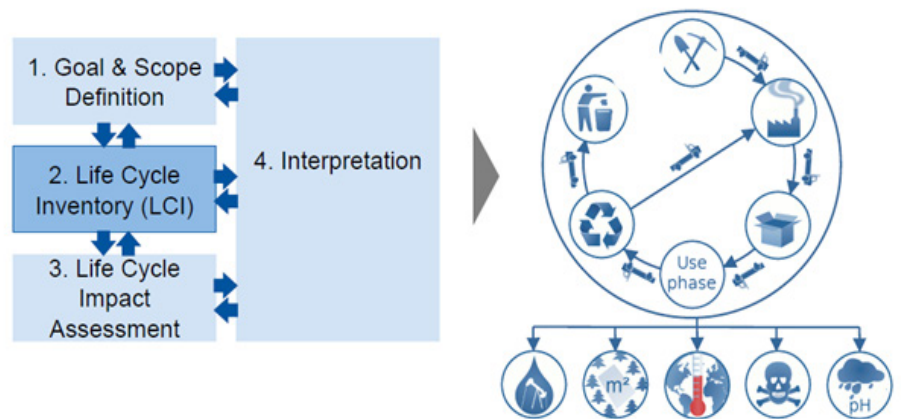 1. Goal & Scope
Definition
2. Life Cycle
Inventory (LCI)
3. Life Cycle
Impact
Assessment
4. Interpretation
Use
phase
m²
pH